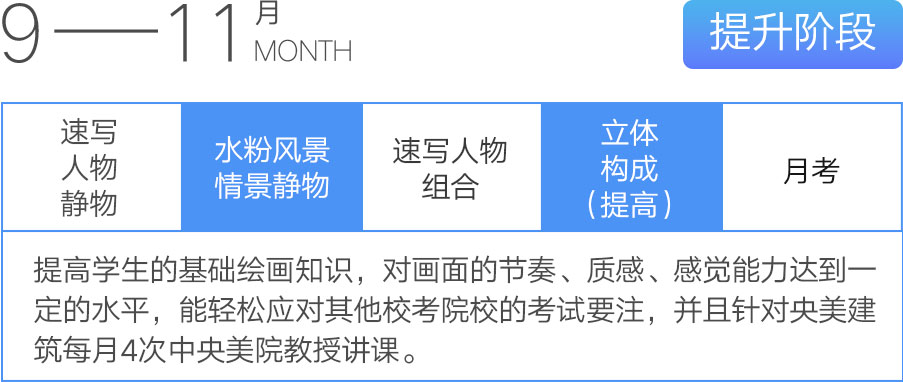 9——11月
MONTH
提升阶段
速写
人物
静物
水粉风景
情景静物
速写人物
组合
立体
构成
(提高)
月考
提高学生的基础绘画知识，对画面的节奏、质感、感觉能力达到一
定的水平，能轻松应对其他校考院校的考试要注，并且针对央美建
筑每月4次中央美院教授讲课。